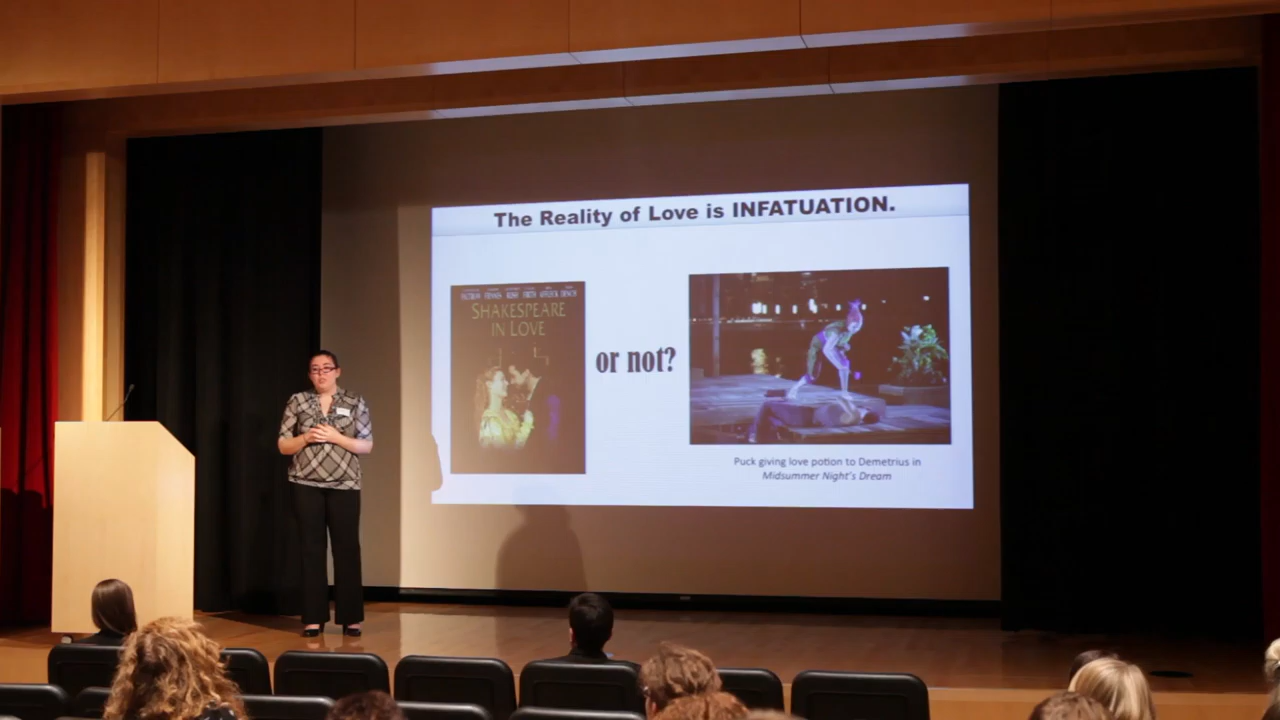 The Reality of Love is INFATUATION.
SHAKESPEARE
IN LOVE
or not?
Puck giving love potion to Demetrius in
Midsummer Night's Dream